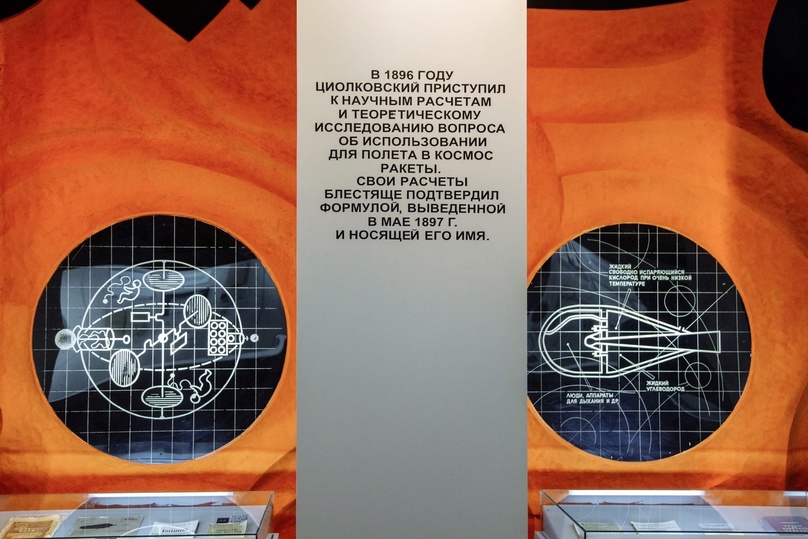 В 1896 ГОДУ
ЦИОЛКОВСКИЙ ПРИСТУПИЛ
К НАУЧНЫМ РАСЧЕТАМ
И ТЕОРЕТИЧЕСКОМУ
ИССЛЕДОВАНИЮ ВОПРОСА
ОБ ИСПОЛЬЗОВАНИИ
ДЛЯ ПОЛЕТА В КОСМОС
РАКЕТЫ.
СВОИ РАСЧЕТЫ
БЛЕСТЯЩЕ ПОДТВЕРДИЛ
ФОРМУЛОЙ, ВЫВЕДЕННОЙ
В МАЕ 1897 Г.
И НОСЯЩЕЙ ЕГО ИМЯ.
ЖИДКИЙ
СВОБОДНО ИСПАРЯЮЩИЙСЯ
КИСЛОРОД ПРИ ОЧЕНЬ НИЗКОЙ
ТЕМПЕРАТУРЕ
ЖИДКИЙ
УГЛЕВОДОРОД
ЛЮДИ, АППАРАТЫ
ДЛЯ ДЫХАНИЯ И ДР.